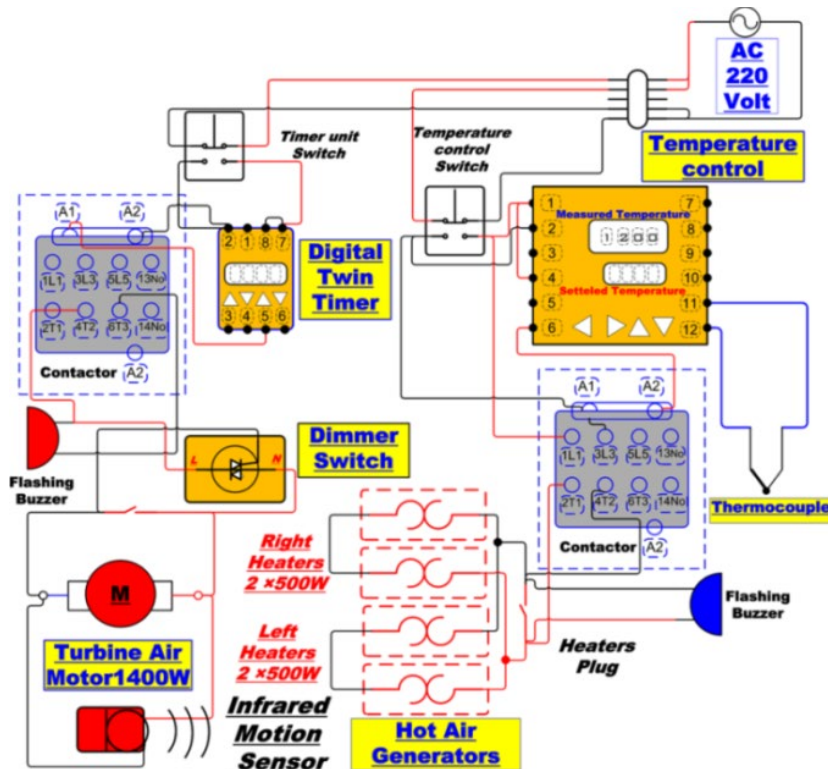 AC
220
Volt
Timer unit
Switch
Temperature
control
Switch
Temperature
control
A1
A2
1L1
3L3
5L5
13No
2T1
4T2
6T3
14No
Contactor
A2
2
1
8
7
3
4
5
6
Digital
Twin
Timer
1
2
3
4
5
6
7
8
9
10
11
12
Measured Temperature
1200
Setteled Temperature
Flashing
Buzzer
L
N
Dimmer
Switch
A1
A2
1L1
3L3
5L5
13No
2T1
4T2
6T3
14No
Contactor
A2
Thermocouple
M
Turbine Air
Motor1400W
Right
Heaters
2 ×500W
Left
Heaters
2 ×500W
Heaters
Plug
Flashing
Buzzer
Infrared
Motion
Sensor
Hot Air
Generators